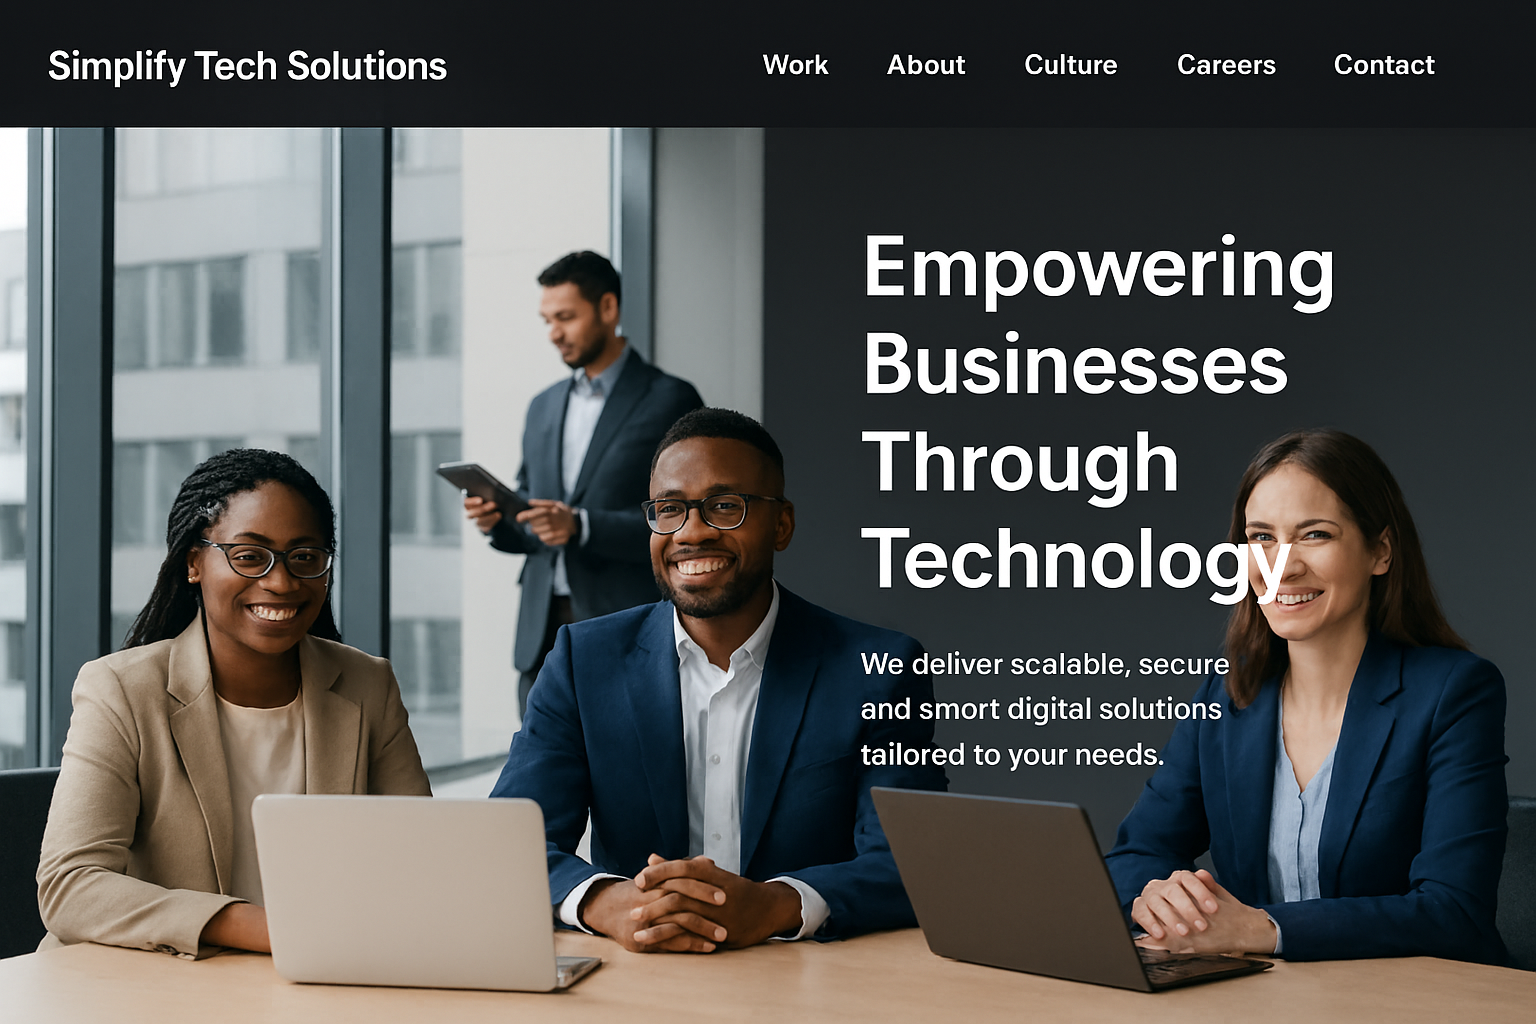 Simplify Tech Solutions
Work About Culture Careers Contact
Empowering
Businesses
Through
Technology
We deliver scalable, secure
and smort digital solutions
tailored to your needs.